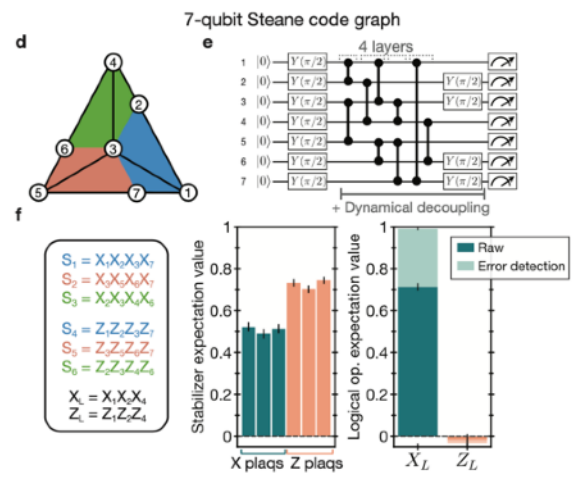 7-qubit Steane code graph
d
4
2
6
3
5
7
1
e
4 layers
1 |0⟩ Y(π/2)
2 |0⟩ Y(π/2) Y(π/2)
3 |0⟩ Y(π/2) Y(π/2)
4 |0⟩ Y(π/2)
5 |0⟩ Y(π/2)
6 |0⟩ Y(π/2) Y(π/2)
7 |0⟩ Y(π/2) Y(π/2)
+ Dynamical decoupling
f
S₁ = X₁X₂X₃X₇
S₂ = X₃X₅X₆X₇
S₃ = X₂X₃X₄X₆
S₄ = Z₁Z₂Z₃Z₇
S₅ = Z₃Z₅Z₆Z₇
S₆ = Z₂Z₃Z₄Z₆
X_L = X₁X₂X₄
Z_L = Z₁Z₂Z₄
Stabilizer expectation value
1
0.8
0.6
0.4
0.2
0
X plaqs Z plaqs
Logical op. expectation value
1
0.8
0.6
0.4
0.2
0
X_L Z_L
Raw
Error detection